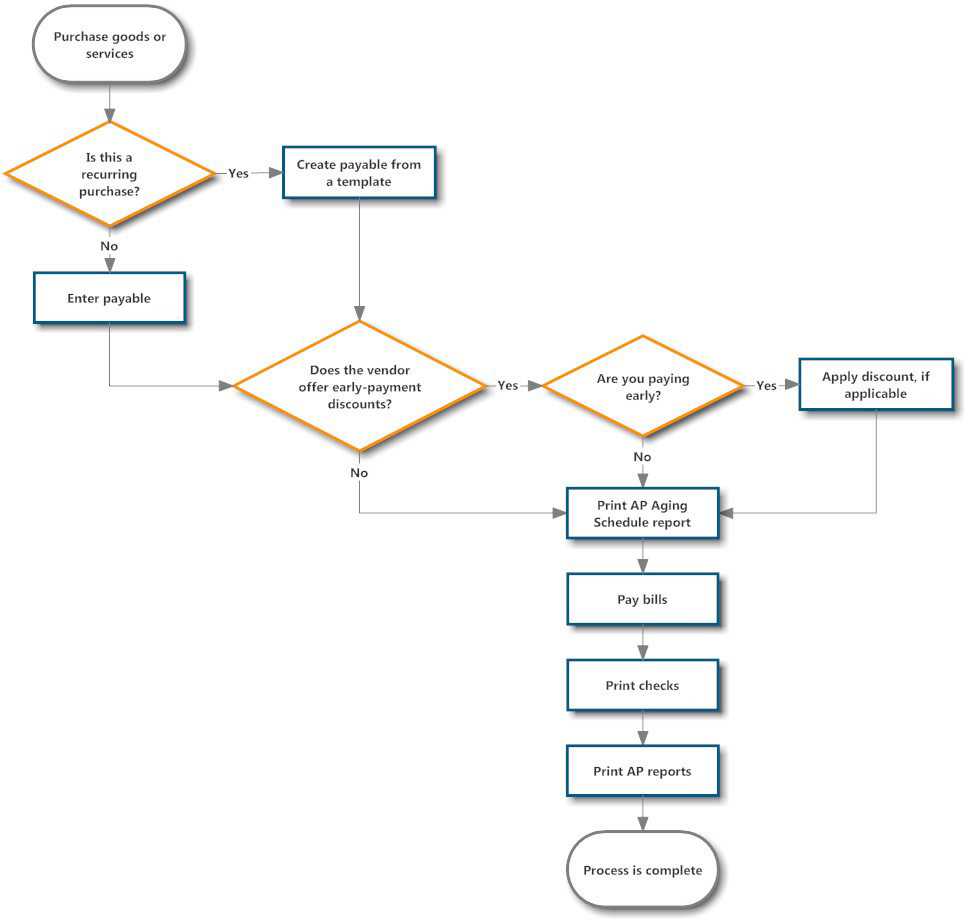 Purchase goods or
services
Is this a
recurring
purchase?
Yes
Create payable from
a template
No
Enter payable
Does the vendor
offer early-payment
discounts?
Yes
Are you paying
early?
Yes
Apply discount, if
applicable
No
No
Print AP Aging
Schedule report
Pay bills
Print checks
Print AP reports
Process is complete